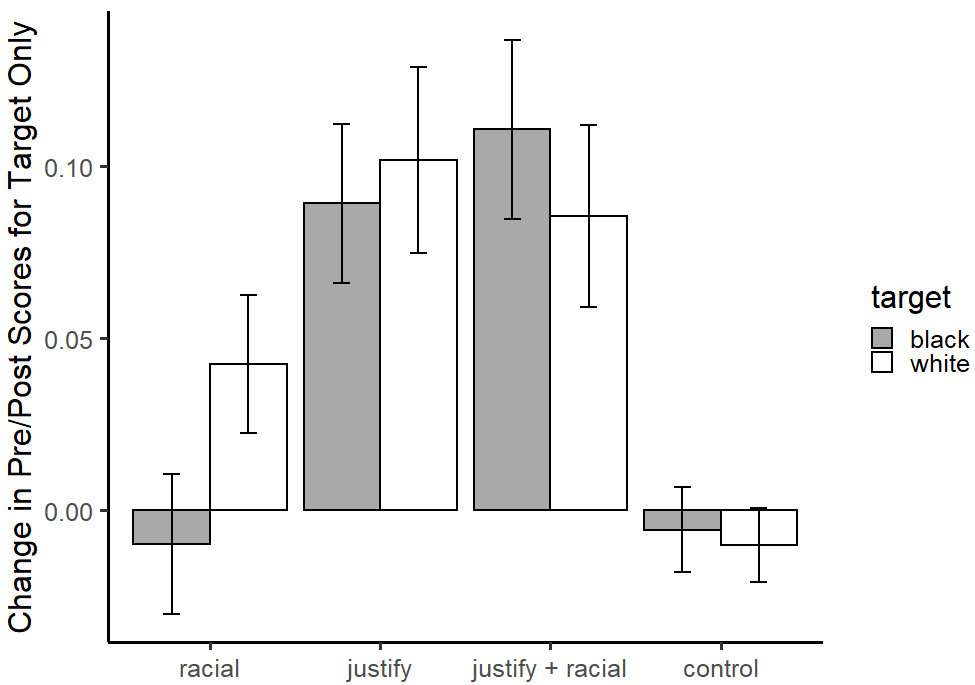 Change in Pre/Post Scores for Target Only
0.10
0.05
0.00
racial
justify
justify + racial
control
target
black
white